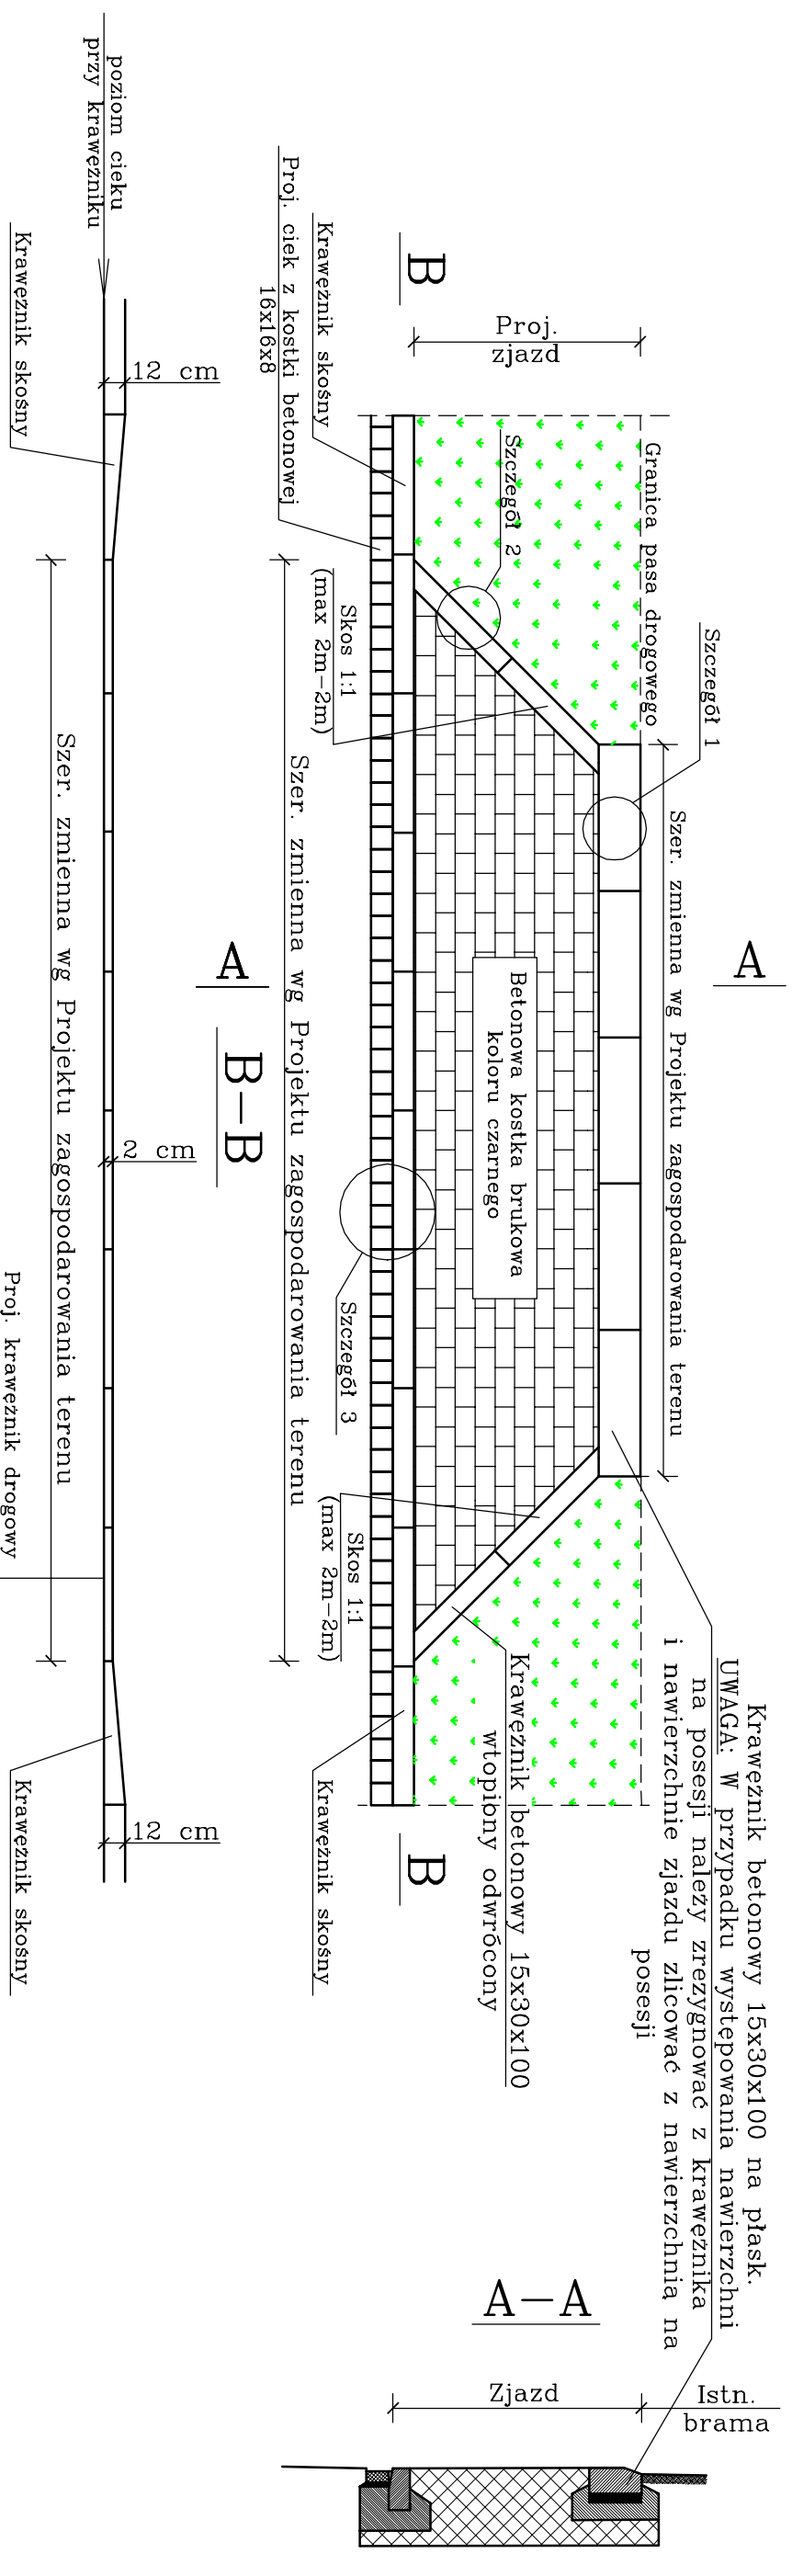 Krawężnik betonowy 15x30x100 na płask.
UWAGA: W przypadku występowania nawierzchni
na posesji należy zrezygnować z krawężnika
i nawierzchnie zjazdu zlicować z nawierzchnią na
posesji
A
Szczegół 1
Szer. zmienna wg Projektu zagospodarowania terenu
Granica pasa drogowego
Proj.
zjazd
Szczegół 2
Betonowa kostka brukowa
koloru czarnego
Krawężnik betonowy 15x30x100
wtopiony odwrócony
B
B
Krawężnik skośny
Proj. ciek z kostki betonowej
16x16x8
Skos 1:1
(max 2m-2m)
Szczegół 3
Skos 1:1
(max 2m-2m)
Krawężnik skośny
Szer. zmienna wg Projektu zagospodarowania terenu
A
B-B
12 cm
2 cm
12 cm
poziom cieku
przy krawężniku
Szer. zmienna wg Projektu zagospodarowania terenu
Krawężnik skośny
Proj. krawężnik drogowy
Krawężnik skośny
A-A
Zjazd
Istn.
brama